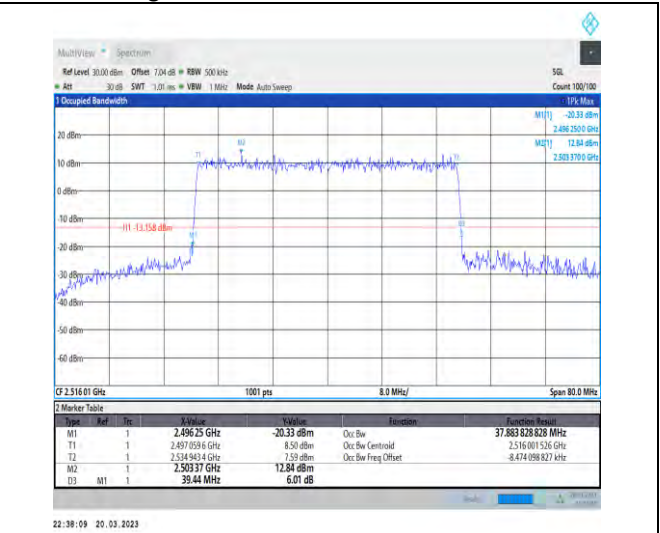 MultiView Spectrum
Ref Level 30.00 dBm Offset 7.04 dB RBW 500 kHz SGL
Att 30 dB SWT 1.01 ms VBW 1 MHz Mode Auto Sweep Count 100/100
1 Occupied Bandwidth 1Pk Max
M1[1] -20.33 dBm
2.496 2500 GHz
M2[1] 12.84 dBm
2.503 3700 GHz
20 dBm
M2
T1
10 dBm
0 dBm
-10 dBm
H1 -13.158 dBm
M1
-20 dBm
-30 dBm
-40 dBm
-50 dBm
-60 dBm
CF 2.516 01 GHz 1001 pts 8.0 MHz/ Span 80.0 MHz
2 Marker Table
Type Ref Trc X-Value Y-Value Function Function Result
M1 1 2.496 25 GHz -20.33 dBm Occ Bw 37.883 828 828 MHz
T1 1 2.497 059 6 GHz 8.50 dBm Occ Bw Centroid 2.516 001 526 GHz
T2 1 2.534 943 4 GHz 7.59 dBm Occ Bw Freq Offset -8.474 098 827 kHz
M2 1 2.503 37 GHz 12.84 dBm
D3 M1 1 39.44 MHz 6.01 dB
22:38:09 20.03.2023